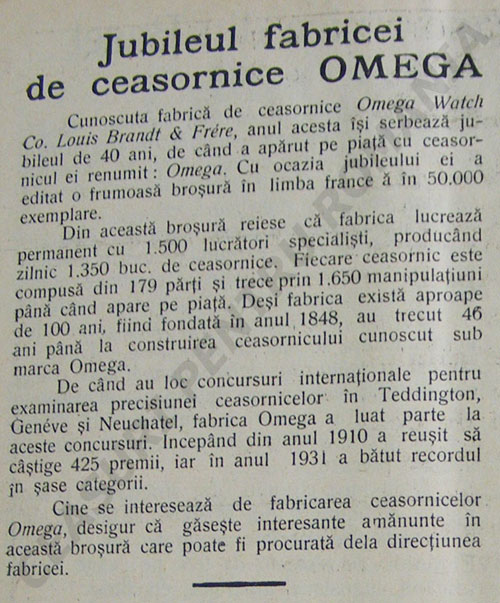 Jubileul fabricei
de ceasornice OMEGA
Cunoscuta fabrică de ceasornice Omega Watch
Co. Louis Brandt & Frére, anul acesta își serbează ju-
bileul de 40 ani, de când a apărut pe piață cu ceasor-
nicul ei renumit : Omega. Cu ocazia jubileului ei a
editat o frumoasă broșură în limba france ă în 50.000
exemplare.
Din această broșură reiese că fabrica lucrează
permanent cu 1.500 lucrători specialiști, producând
zilnic 1.350 buc. de ceasornice. Fiecare ceasornic este
compusă din 179 părți și trece prin 1.650 manipulațiuni
până când apare pe piață. Deși fabrica există aproape
de 100 ani, fiind fondată în anul 1848, au trecut 46
ani până la construirea ceasornicului cunoscut sub
marca Omega.
De când au loc concursuri internaționale pentru
examinarea precisiunei ceasornicelor în Teddington,
Genéve și Neuchatel, fabrica Omega a luat parte la
aceste concursuri. Incepând din anul 1910 a reușit să
câștige 425 premii, iar în anul 1931 a bătut recordul
în șase categorii.
Cine se interesează de fabricarea ceasornicelor
Omega, desigur că găsește interesante amănunte în
această broșură care poate fi procurată dela direcțiunea
fabricei.